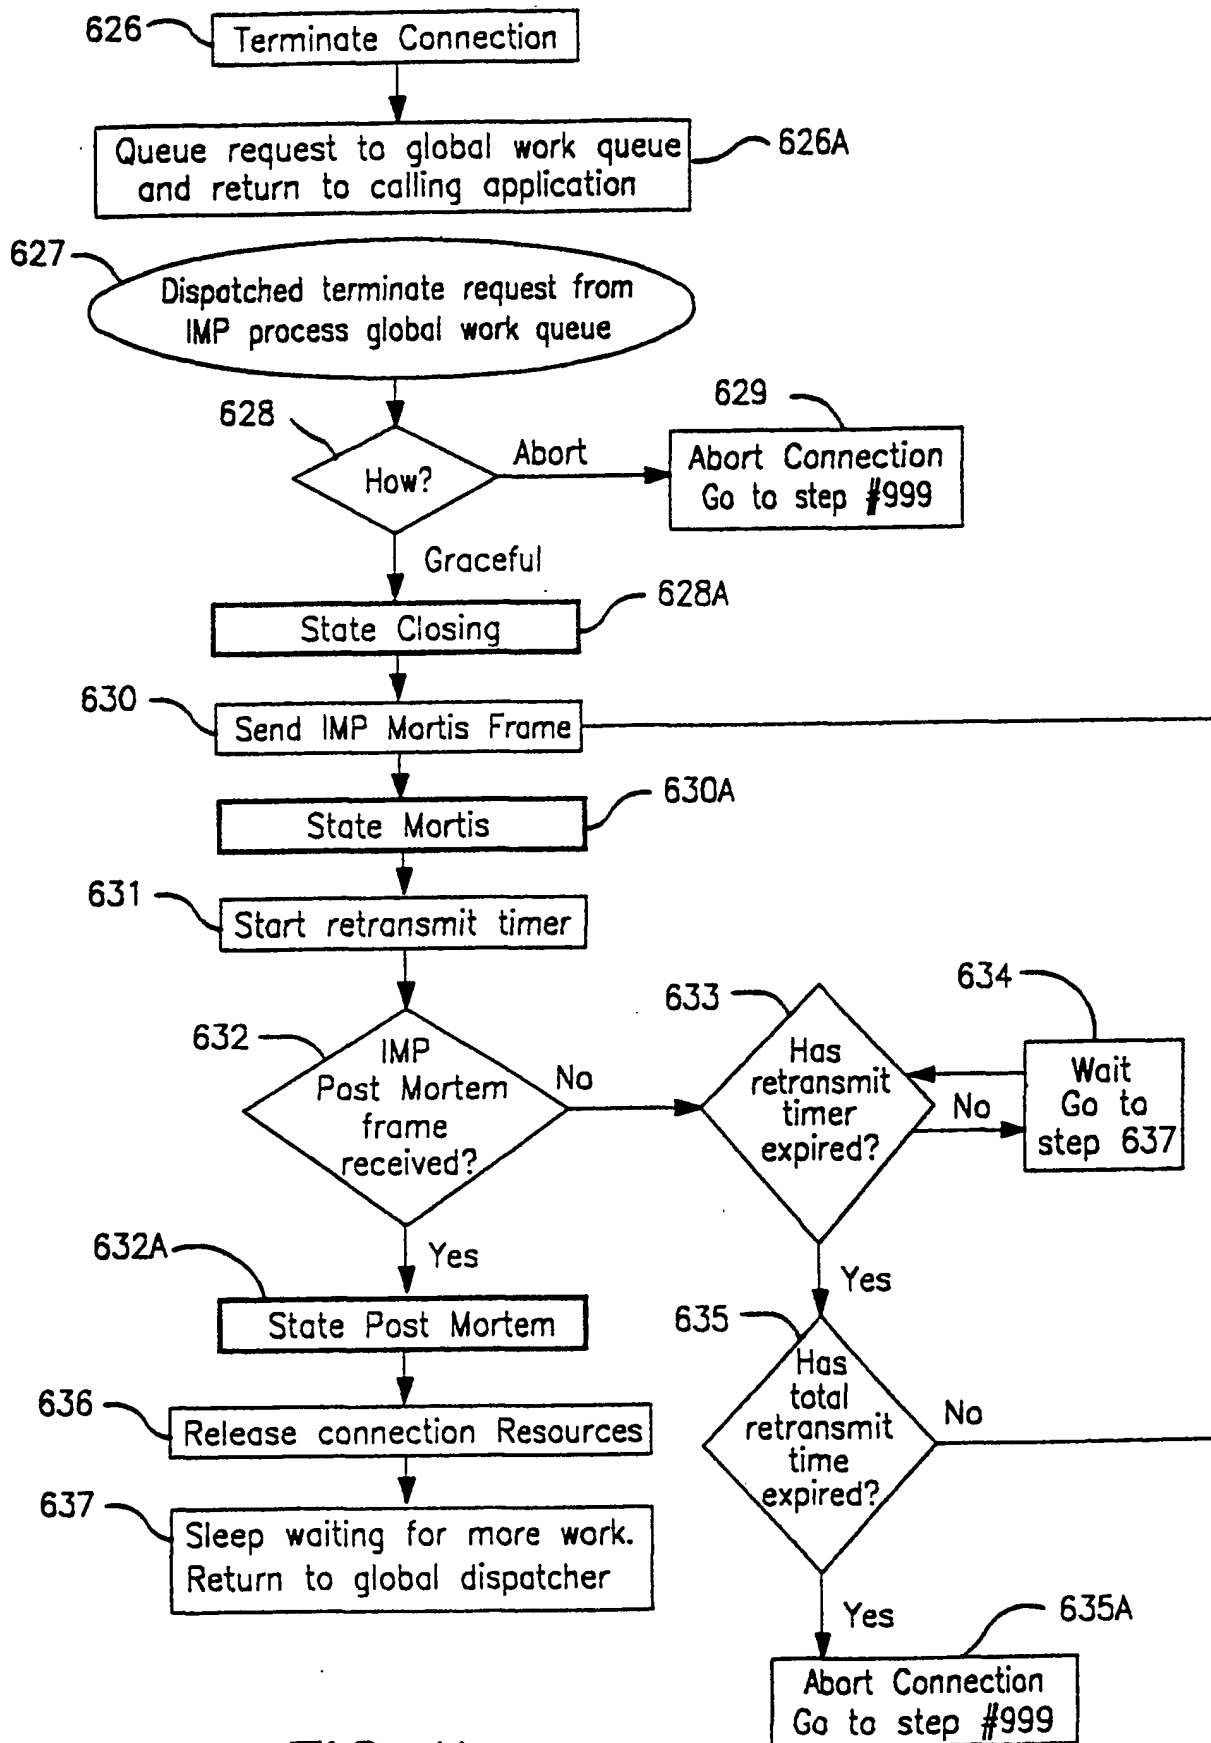 626
Terminate Connection
Queue request to global work queue
and return to calling application
626A
627
Dispatched terminate request from
IMP process global work queue
628
How?
Abort
629
Abort Connection
Go to step #999
Graceful
State Closing
628A
630
Send IMP Mortis Frame
State Mortis
630A
631
Start retransmit timer
632
IMP
Post Mortem
frame
received?
No
633
Has
retransmit
timer
expired?
No
634
Wait
Go to
step 637
Yes
632A
State Post Mortem
Yes
635
Has
total
retransmit
time
expired?
No
636
Release connection Resources
637
Sleep waiting for more work.
Return to global dispatcher
Yes
635A
Abort Connection
Go to step #999